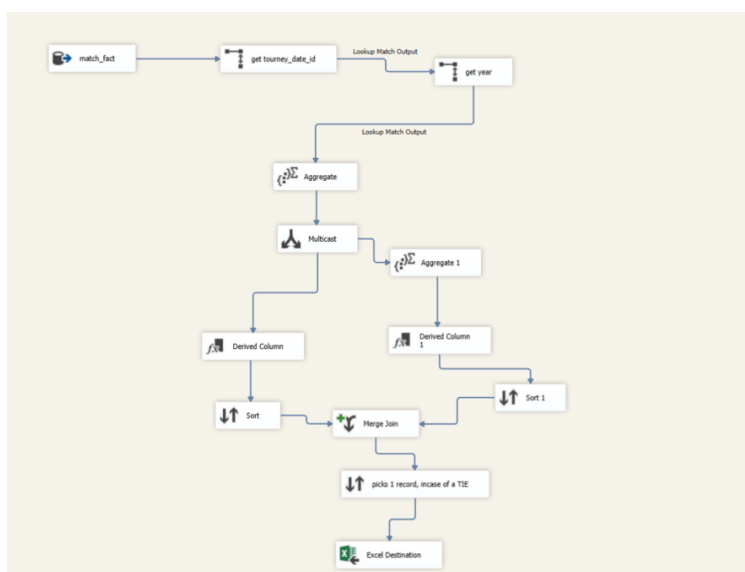 match_fact
get tourney_date_id
Lookup Match Output
get year
Lookup Match Output
Aggregate
Multicast
Aggregate 1
Derived Column
Derived Column
1
Sort
Sort 1
Merge Join
picks 1 record, incase of a TIE
Excel Destination